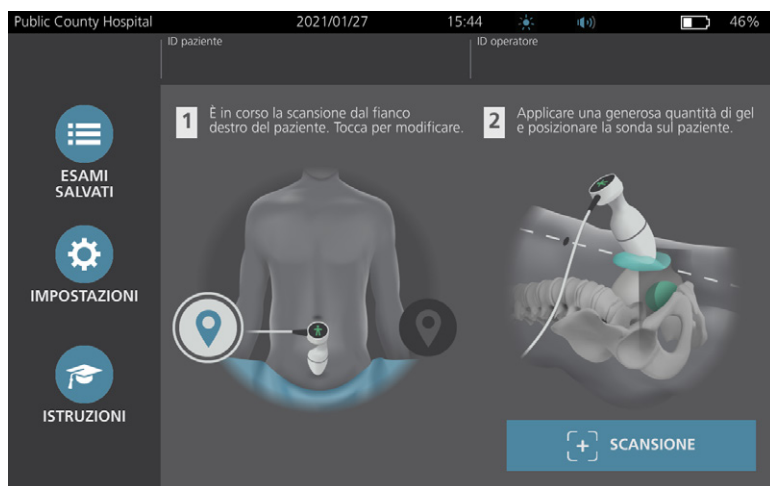 Public County Hospital 2021/01/27 15:44 46%
ID paziente ID operatore
1 È in corso la scansione dal fianco
destro del paziente. Tocca per modificare.
2 Applicare una generosa quantità di gel
e posizionare la sonda sul paziente.
ESAMI
SALVATI
IMPOSTAZIONI
ISTRUZIONI
SCANSIONE